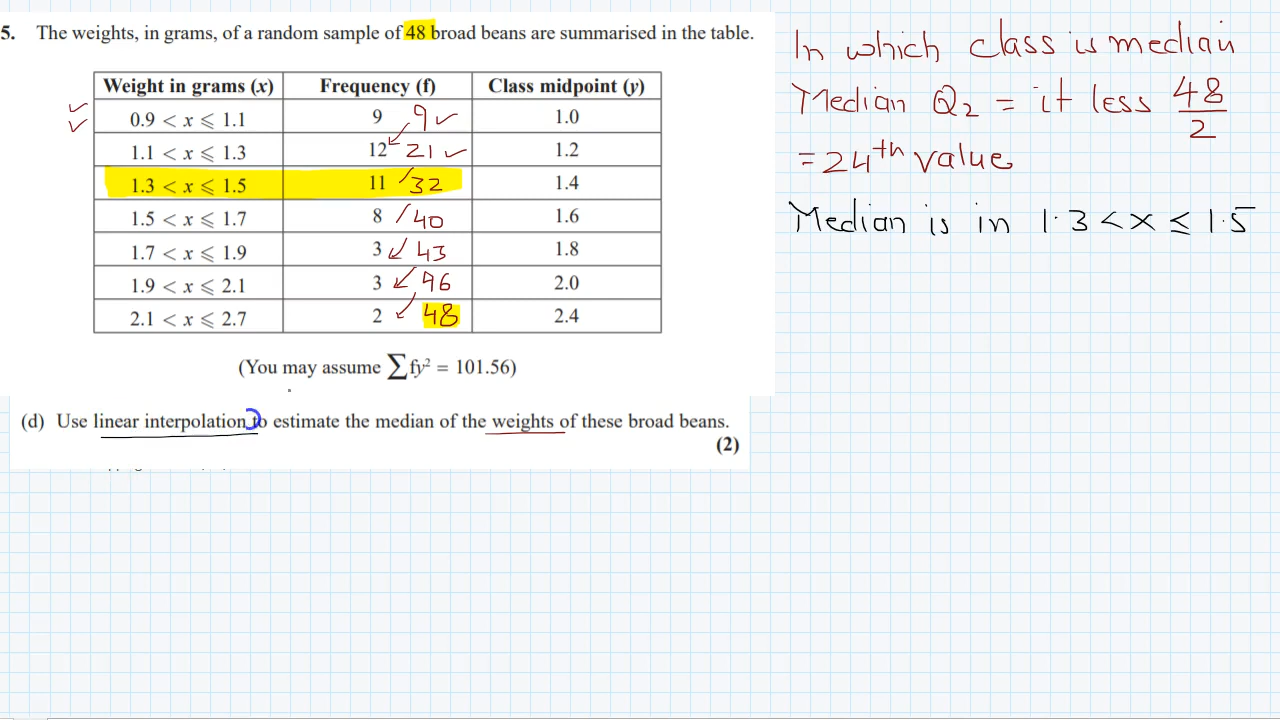 5. The weights, in grams, of a random sample of 48 broad beans are summarised in the table.
Weight in grams (x) Frequency (f) Class midpoint (y)
0.9 < x ⩽ 1.1 9 9 1.0
1.1 < x ⩽ 1.3 12 21 1.2
1.3 < x ⩽ 1.5 11 32 1.4
1.5 < x ⩽ 1.7 8 40 1.6
1.7 < x ⩽ 1.9 3 43 1.8
1.9 < x ⩽ 2.1 3 46 2.0
2.1 < x ⩽ 2.7 2 48 2.4
(You may assume ∑fy² = 101.56)
(d) Use linear interpolation to estimate the median of the weights of these broad beans.
(2)
In which class is median
Median Q₂ = it less 48/2
= 24th value
Median is in 1.3 < x ≤ 1.5